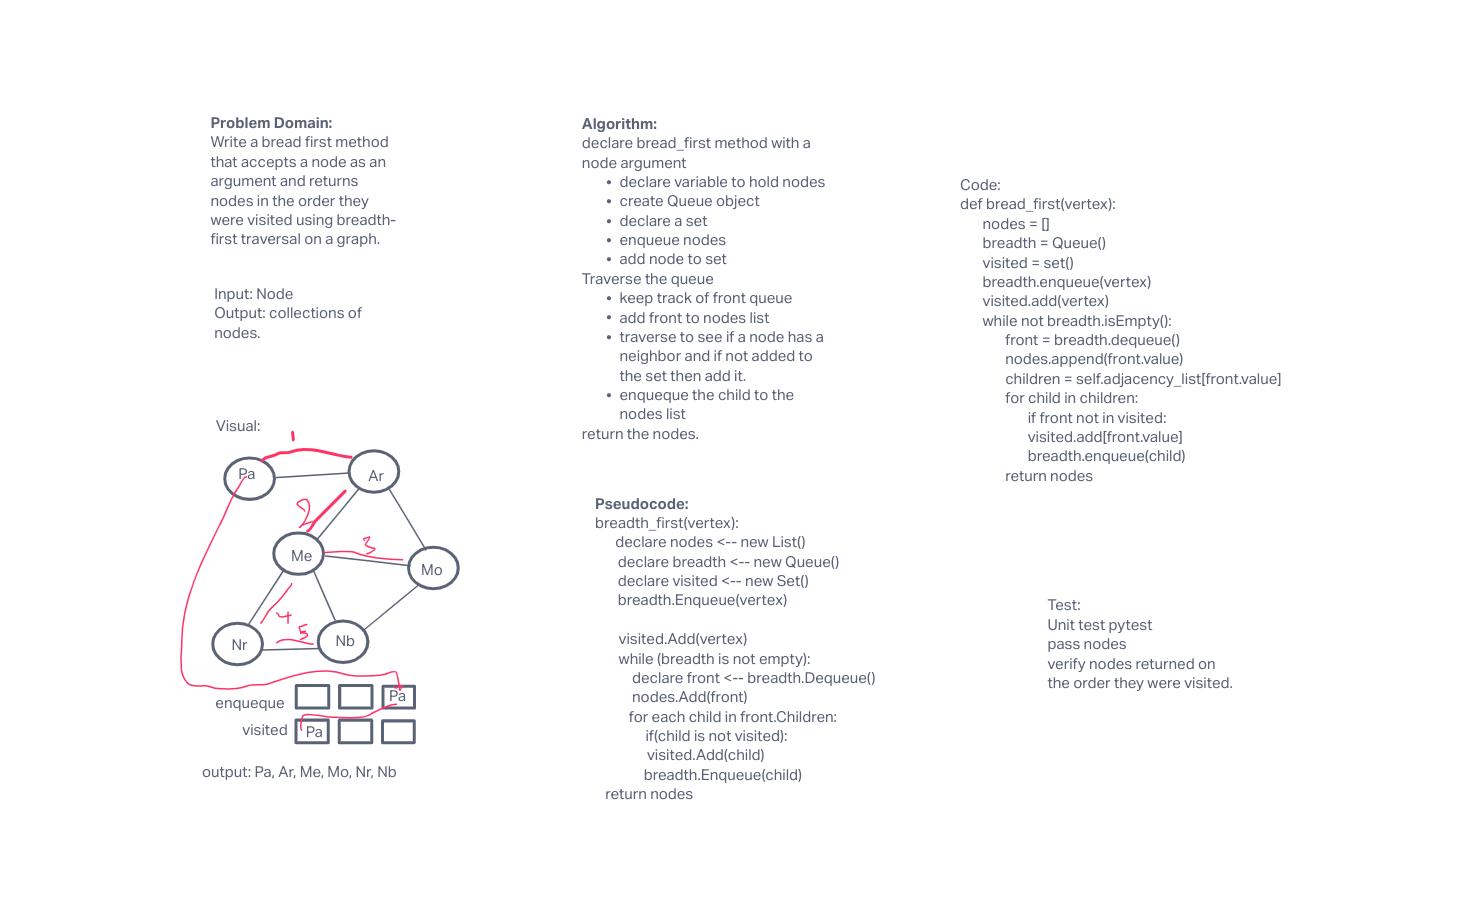 Problem Domain:
Write a bread first method
that accepts a node as an
argument and returns
nodes in the order they
were visited using breadth-
first traversal on a graph.
Input: Node
Output: collections of
nodes.
Visual:
1
Pa
Ar
2
Me
3
Mo
4
5
Nr
Nb
enqueque
Pa
visited
Pa
output: Pa, Ar, Me, Mo, Nr, Nb
Algorithm:
declare bread_first method with a
node argument
• declare variable to hold nodes
• create Queue object
• declare a set
• enqueue nodes
• add node to set
Traverse the queue
• keep track of front queue
• add front to nodes list
• traverse to see if a node has a
neighbor and if not added to
the set then add it.
• enqueque the child to the
nodes list
return the nodes.
Pseudocode:
breadth_first(vertex):
declare nodes <-- new List()
declare breadth <-- new Queue()
declare visited <-- new Set()
breadth.Enqueue(vertex)
visited.Add(vertex)
while (breadth is not empty):
declare front <-- breadth.Dequeue()
nodes.Add(front)
for each child in front.Children:
if(child is not visited):
visited.Add(child)
breadth.Enqueue(child)
return nodes
Code:
def bread_first(vertex):
nodes = []
breadth = Queue()
visited = set()
breadth.enqueue(vertex)
visited.add(vertex)
while not breadth.isEmpty():
front = breadth.dequeue()
nodes.append(front.value)
children = self.adjacency_list[front.value]
for child in children:
if front not in visited:
visited.add[front.value]
breadth.enqueue(child)
return nodes
Test:
Unit test pytest
pass nodes
verify nodes returned on
the order they were visited.